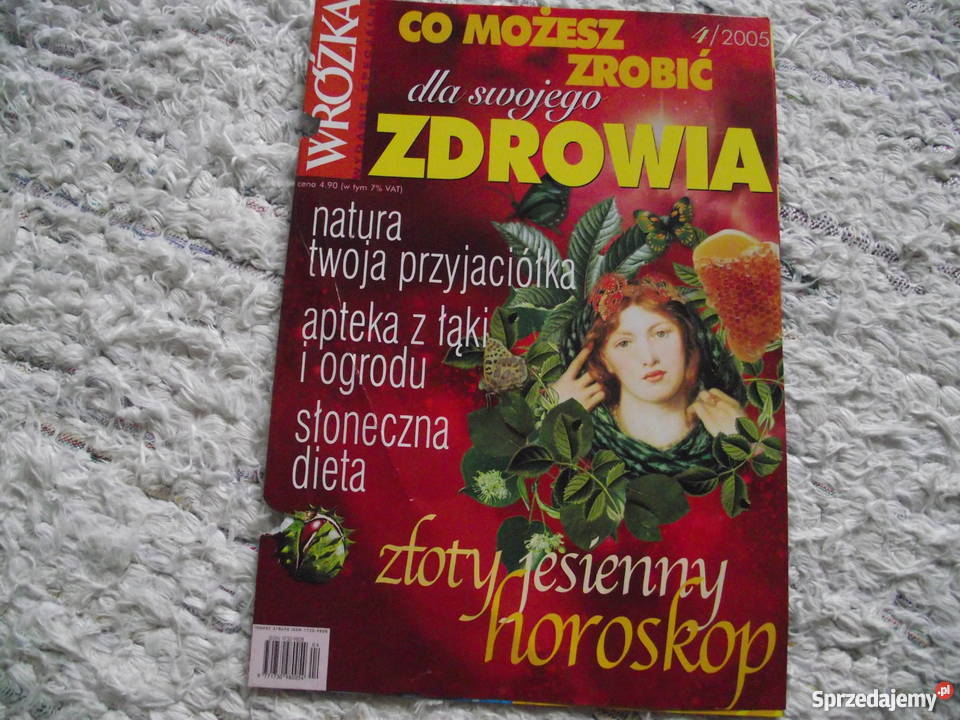 WRÓŻKA
CO MOŻESZ
ZROBIĆ
4/2005
dla swojego
ZDROWIA
cena 4.90 (w tym 7% VAT)
natura
twoja przyjaciółka
apteka z łąki
i ogrodu
słoneczna
dieta
złoty jesienny
horoskop
Sprzedajemy.pl